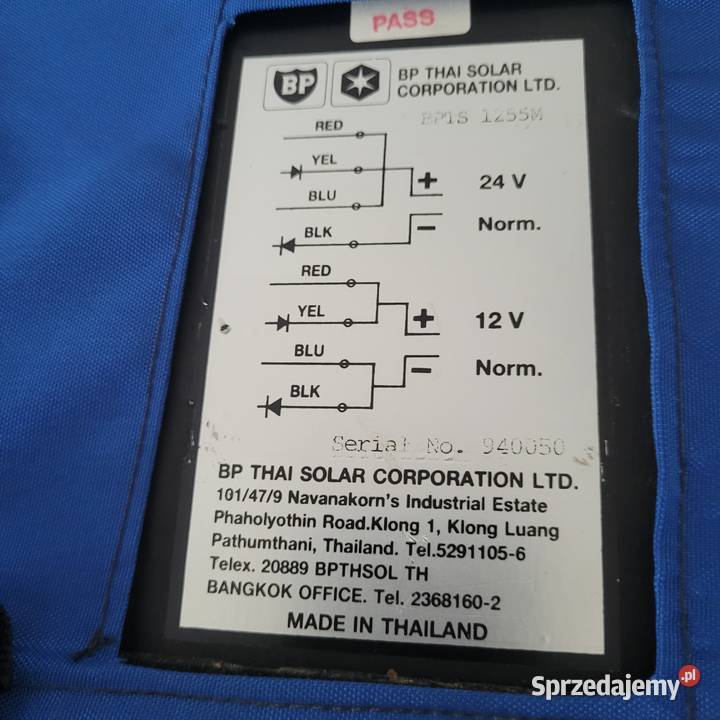 PASS
BP
BP THAI SOLAR
CORPORATION LTD.
BP1S 1255M
RED
YEL
BLU
BLK
+ 24 V
− Norm.
RED
YEL
BLU
BLK
+ 12 V
− Norm.
Serial No. 940050
BP THAI SOLAR CORPORATION LTD.
101/47/9 Navanakorn's Industrial Estate
Phaholyothin Road.Klong 1, Klong Luang
Pathumthani, Thailand. Tel.5291105-6
Telex. 20889 BPTHSOL TH
BANGKOK OFFICE. Tel. 2368160-2
MADE IN THAILAND
Sprzedajemy.pl